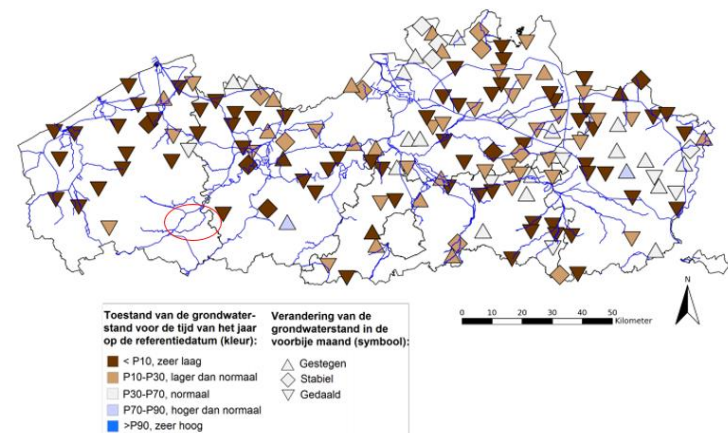 N
0 10 20 30 40 50
Kilometer
Toestand van de grondwater-
stand voor de tijd van het jaar
op de referentiedatum (kleur):
< P10, zeer laag
P10-P30, lager dan normaal
P30-P70, normaal
P70-P90, hoger dan normaal
>P90, zeer hoog
Verandering van de
grondwaterstand in de
voorbije maand (symbool):
Gestegen
Stabiel
Gedaald